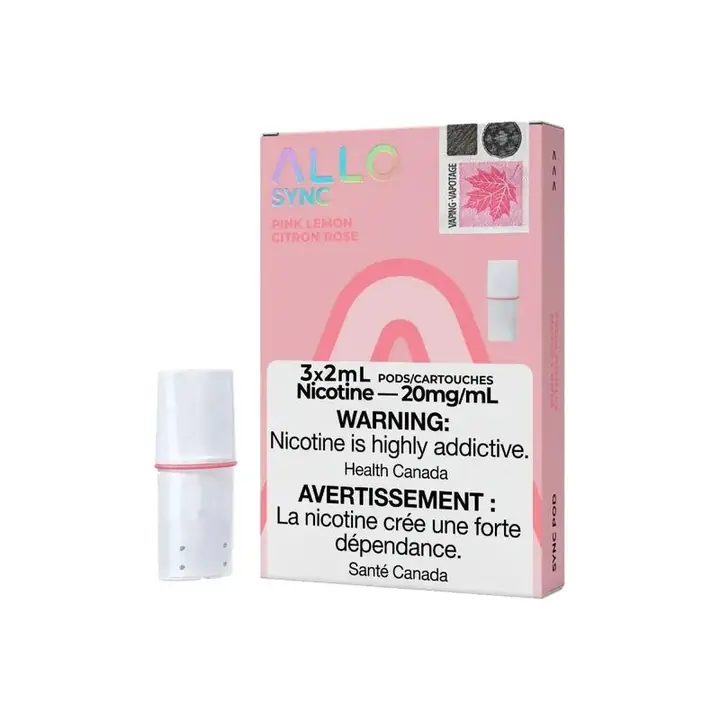 ALLO
SYNC
PINK LEMON
CITRON ROSE
VAPING·VAPOTAGE
3x2mL PODS/CARTOUCHES
Nicotine — 20mg/mL
WARNING:
Nicotine is highly addictive.
Health Canada
AVERTISSEMENT :
La nicotine crée une forte
dépendance.
Santé Canada
SYNC POD